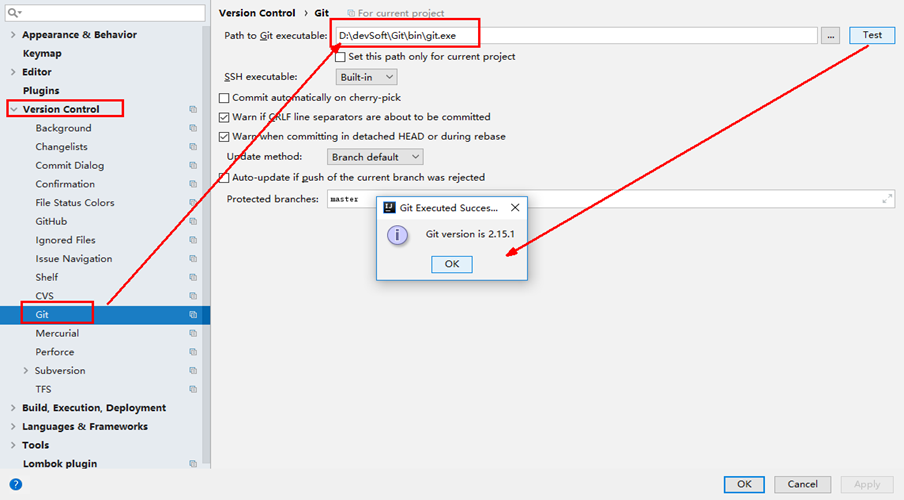 Version Control › Git For current project
Appearance & Behavior
Keymap
Editor
Plugins
Version Control
Background
Changelists
Commit Dialog
Confirmation
File Status Colors
GitHub
Ignored Files
Issue Navigation
Shelf
CVS
Git
Mercurial
Perforce
Subversion
TFS
Build, Execution, Deployment
Languages & Frameworks
Tools
Lombok plugin
Path to Git executable: D:\devSoft\Git\bin\git.exe ... Test
Set this path only for current project
SSH executable: Built-in
Commit automatically on cherry-pick
Warn if CRLF line separators are about to be committed
Warn when committing in detached HEAD or during rebase
Update method: Branch default
Auto-update if push of the current branch was rejected
Protected branches: master
Git Executed Succes...
Git version is 2.15.1
OK
? OK Cancel Apply